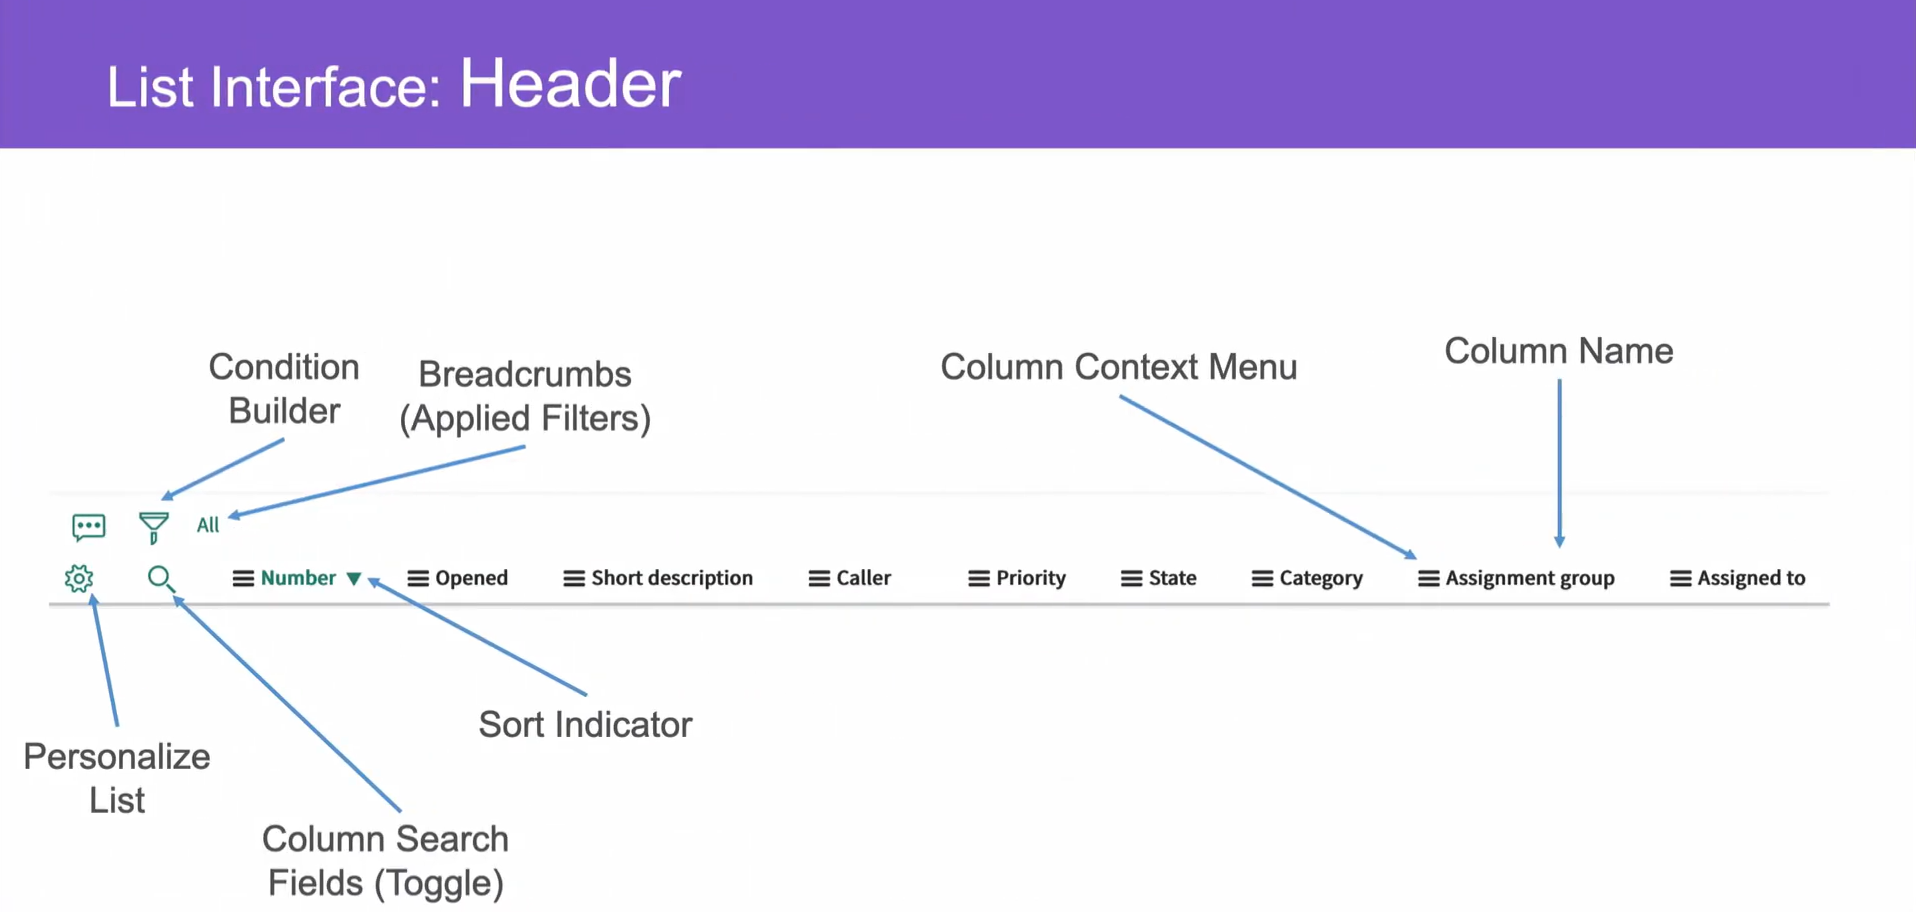 List Interface: Header
Condition
Builder
Breadcrumbs
(Applied Filters)
Column Context Menu
Column Name
All
Number Opened Short description Caller Priority State Category Assignment group Assigned to
Sort Indicator
Personalize
List
Column Search
Fields (Toggle)